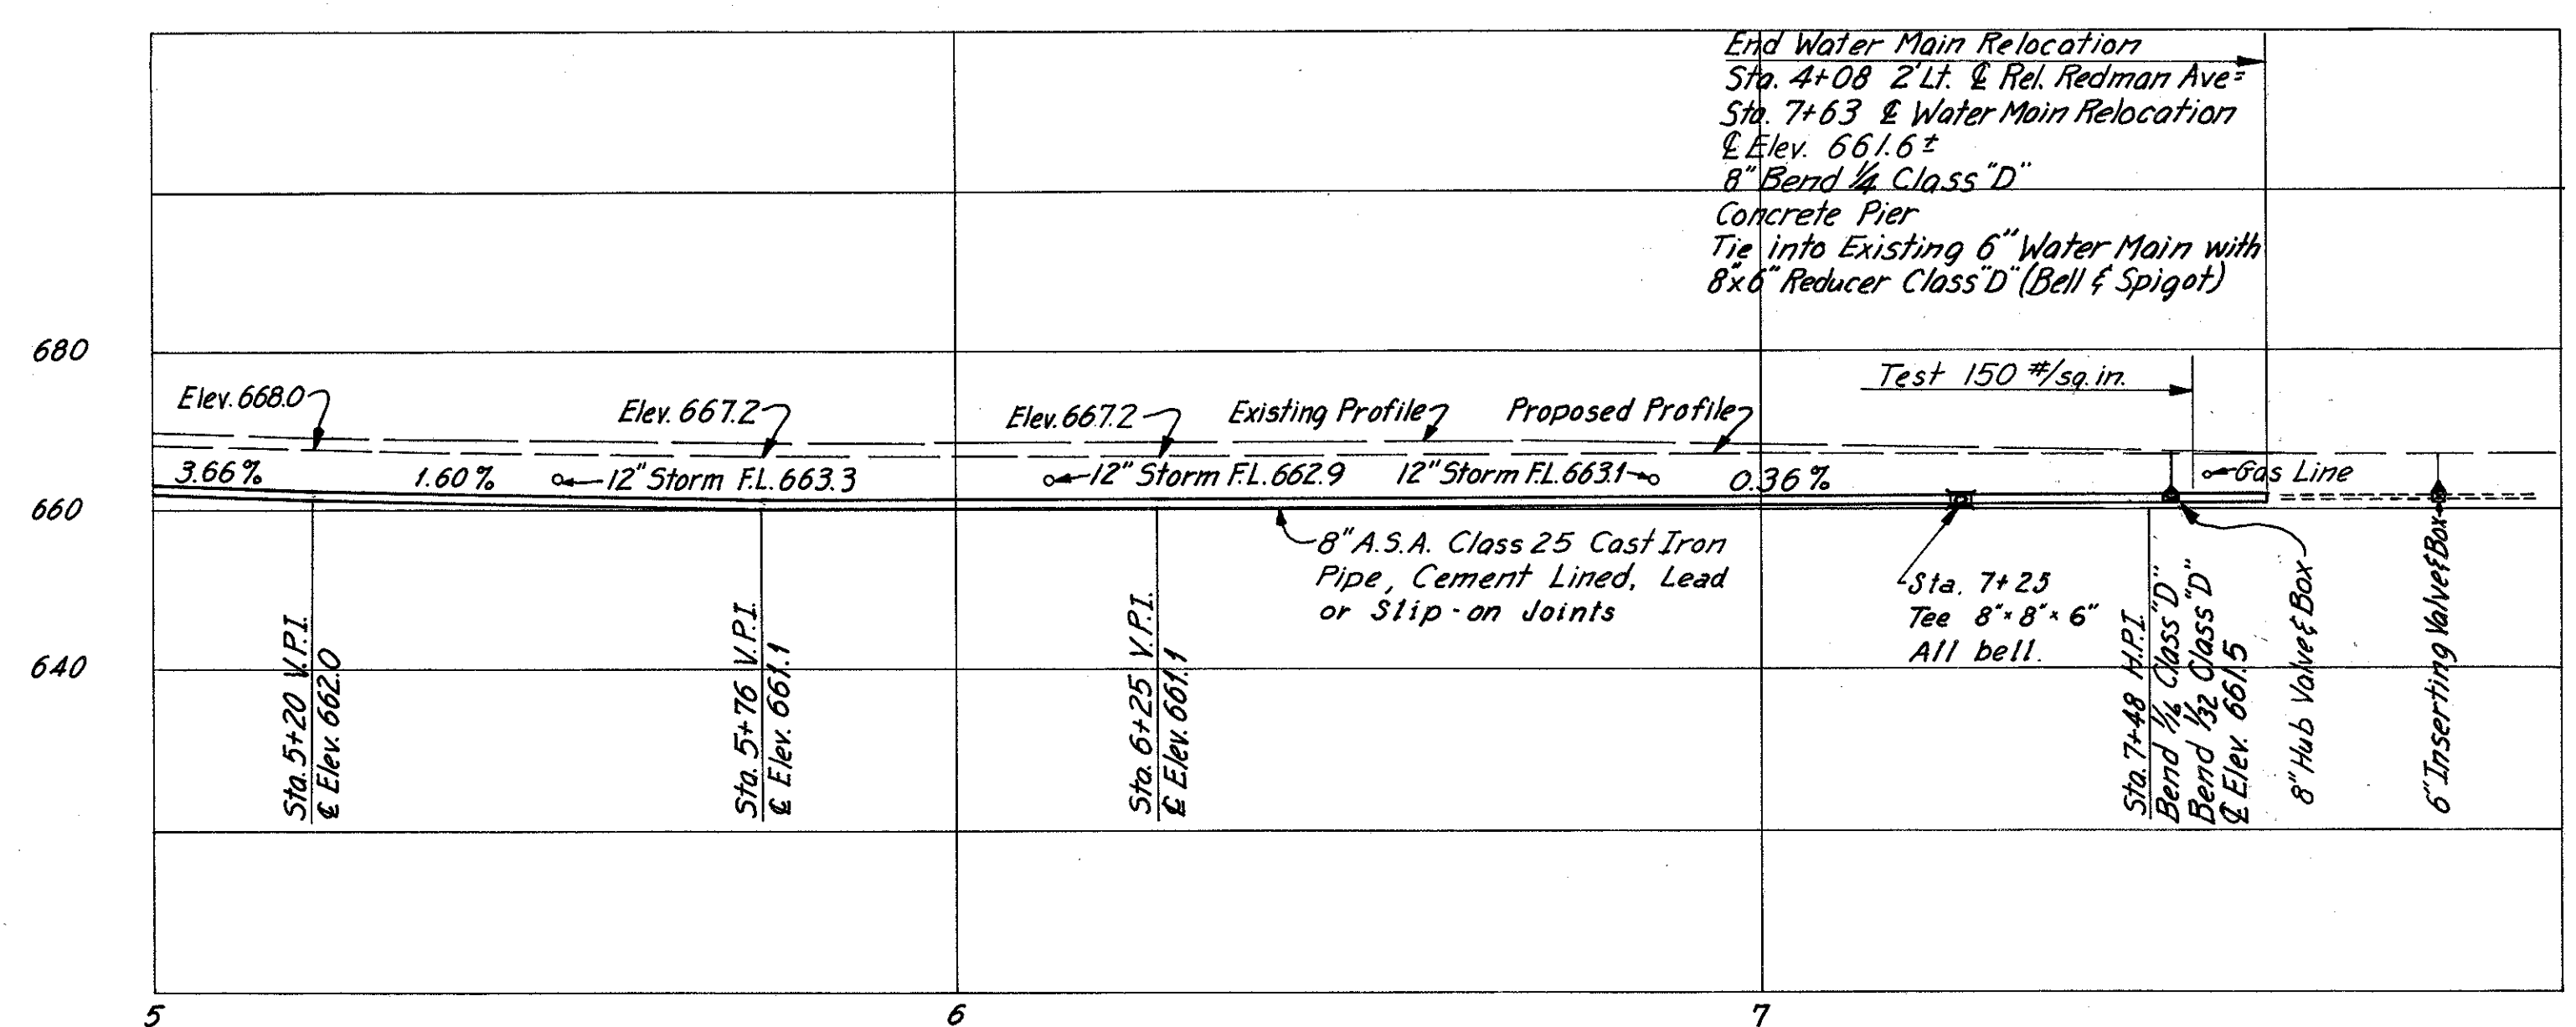 End Water Main Relocation
Sta. 4+08 2' Lt. ℄ Rel. Redman Ave=
Sta. 7+63 ℄ Water Main Relocation
℄ Elev. 661.6±
8" Bend 1/4 Class "D"
Concrete Pier
Tie into Existing 6" Water Main with
8"x6" Reducer Class "D" (Bell & Spigot)
680
Test 150 #/sq. in.
Elev. 668.0
Elev. 667.2
Elev. 667.2
Existing Profile
Proposed Profile
3.66%
1.60%
12" Storm F.L. 663.3
12" Storm F.L. 662.9
12" Storm F.L. 663.1
0.36%
Gas Line
660
8" A.S.A. Class 25 Cast Iron
Pipe, Cement Lined, Lead
or Slip-on Joints
Sta. 7+25
Tee 8"x8"x6"
All bell.
640
Sta. 5+20 V.P.I.
℄ Elev. 662.0
Sta. 5+76 V.P.I.
℄ Elev. 661.1
Sta. 6+25 V.P.I.
℄ Elev. 661.1
Sta. 7+48 H.P.I.
Bend 1/16 Class "D"
Bend 1/32 Class "D"
℄ Elev. 661.5
8" Hub Valve & Box
6" Inserting Valve & Box
5
6
7